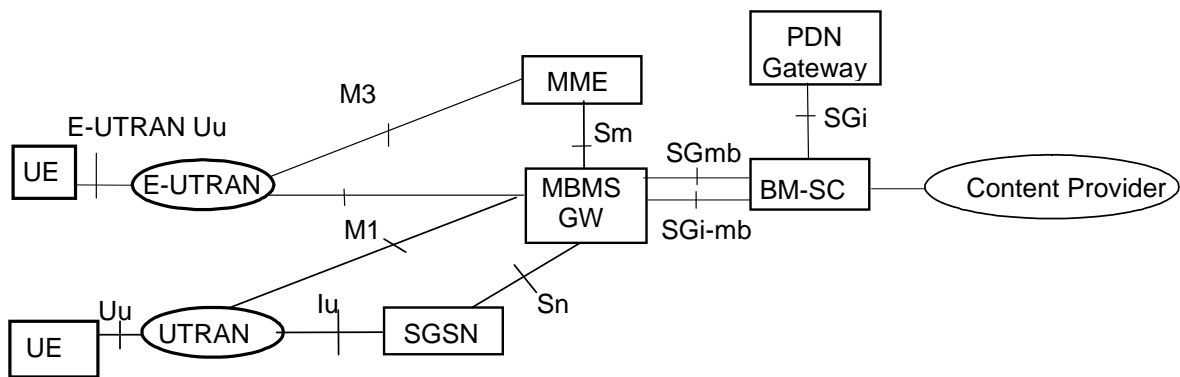 PDN
Gateway
MME
M3
SGi
E-UTRAN Uu
Sm
SGmb
UE
E-UTRAN
MBMS
GW
BM-SC
Content Provider
M1
SGi-mb
Sn
Uu
Iu
UTRAN
SGSN
UE